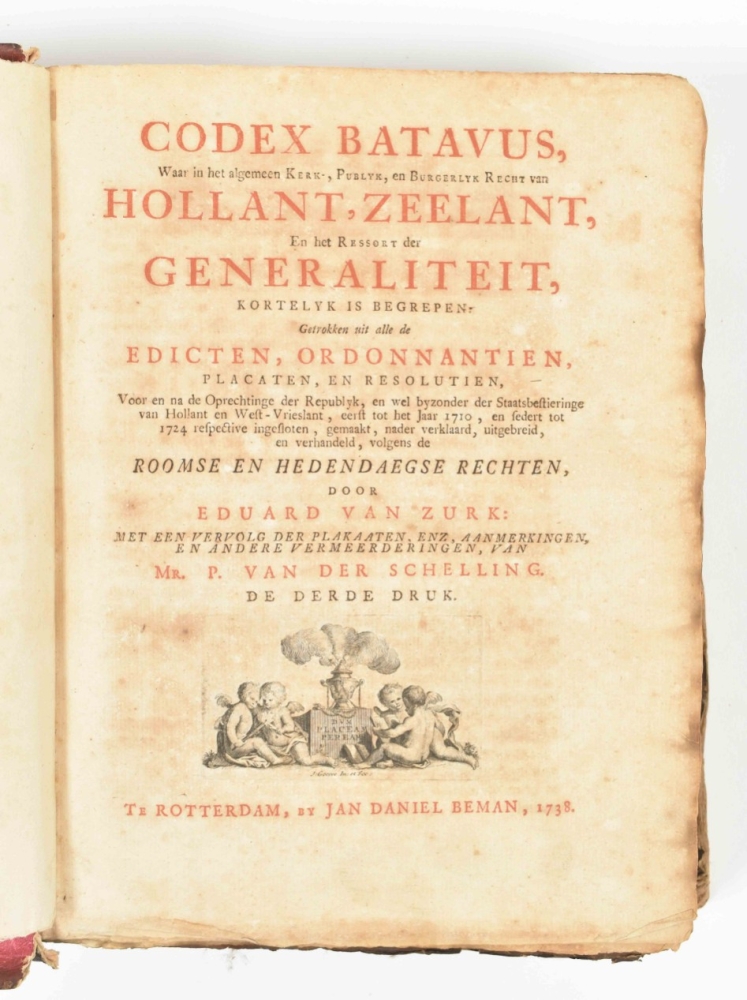 CODEX BATAVUS,
Waar in het algemeen KERK-, PUBLYK, en BURGERLYK RECHT van
HOLLANT, ZEELANT,
En het RESSORT der
GENERALITEIT,
KORTELYK IS BEGREPEN:
Getrokken uit alle de
EDICTEN, ORDONNANTIEN,
PLACATEN, EN RESOLUTIEN,
Voor en na de Oprechtinge der Republyk, en wel byzonder der Staatsbestieringe
van Hollant en West-Vrieslant, eerst tot het Jaar 1710, en sedert tot
1724 respective ingesloten, gemaakt, nader verklaard, uitgebreid,
en verhandeld, volgens de
ROOMSE EN HEDENDAEGSE RECHTEN,
DOOR
EDUARD VAN ZURK:
MET EEN VERVOLG DER PLAKAATEN, ENZ, AANMERKINGEN,
EN ANDERE VERMEERDERINGEN, VAN
MR. P. VAN DER SCHELLING.
DE DERDE DRUK.
DUM
PLACEAM
PEREAM
TE ROTTERDAM, BY JAN DANIEL BEMAN, 1738.